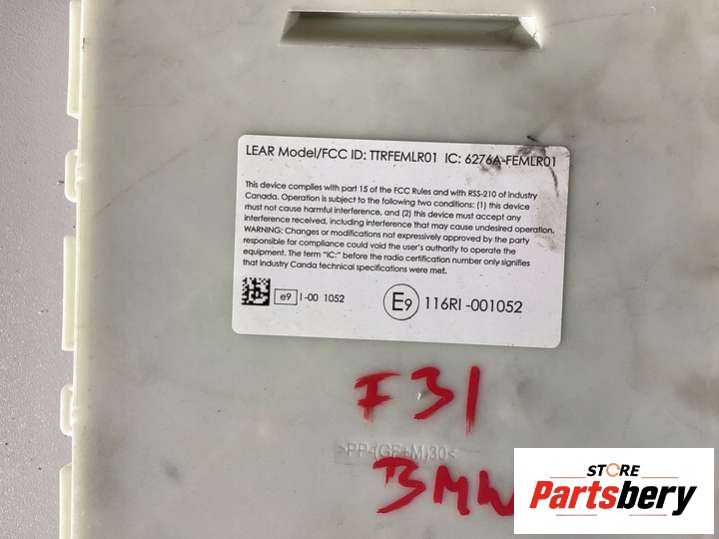 LEAR Model/FCC ID: TTRFEMLR01 IC: 6276A-FEMLR01
This device complies with part 15 of the FCC Rules and with RSS-210 of Industry
Canada. Operation is subject to the following two conditions: (1) this device
must not cause harmful interference, and (2) this device must accept any
interference received, including interference that may cause undesired operation.
WARNING: Changes or modifications not expressively approved by the party
responsible for compliance could void the user's authority to operate the
equipment. The term "IC:" before the radio certification number only signifies
that Industry Canda technical specifications were met.
e9 I-00 1052
E9 116RI-001052
F31
>PP-(GF+M)30<
BMW
STORE
Partsbery